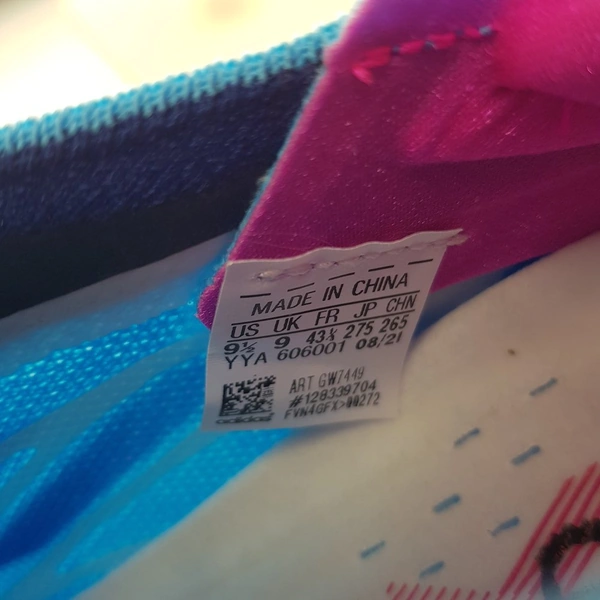 MADE IN CHINA
US UK FR JP CHN
9½ 9 43⅓ 275 265
YYA 606001 08/21
ART GW7449
#128339704
FVN4GFX>00272
adidas